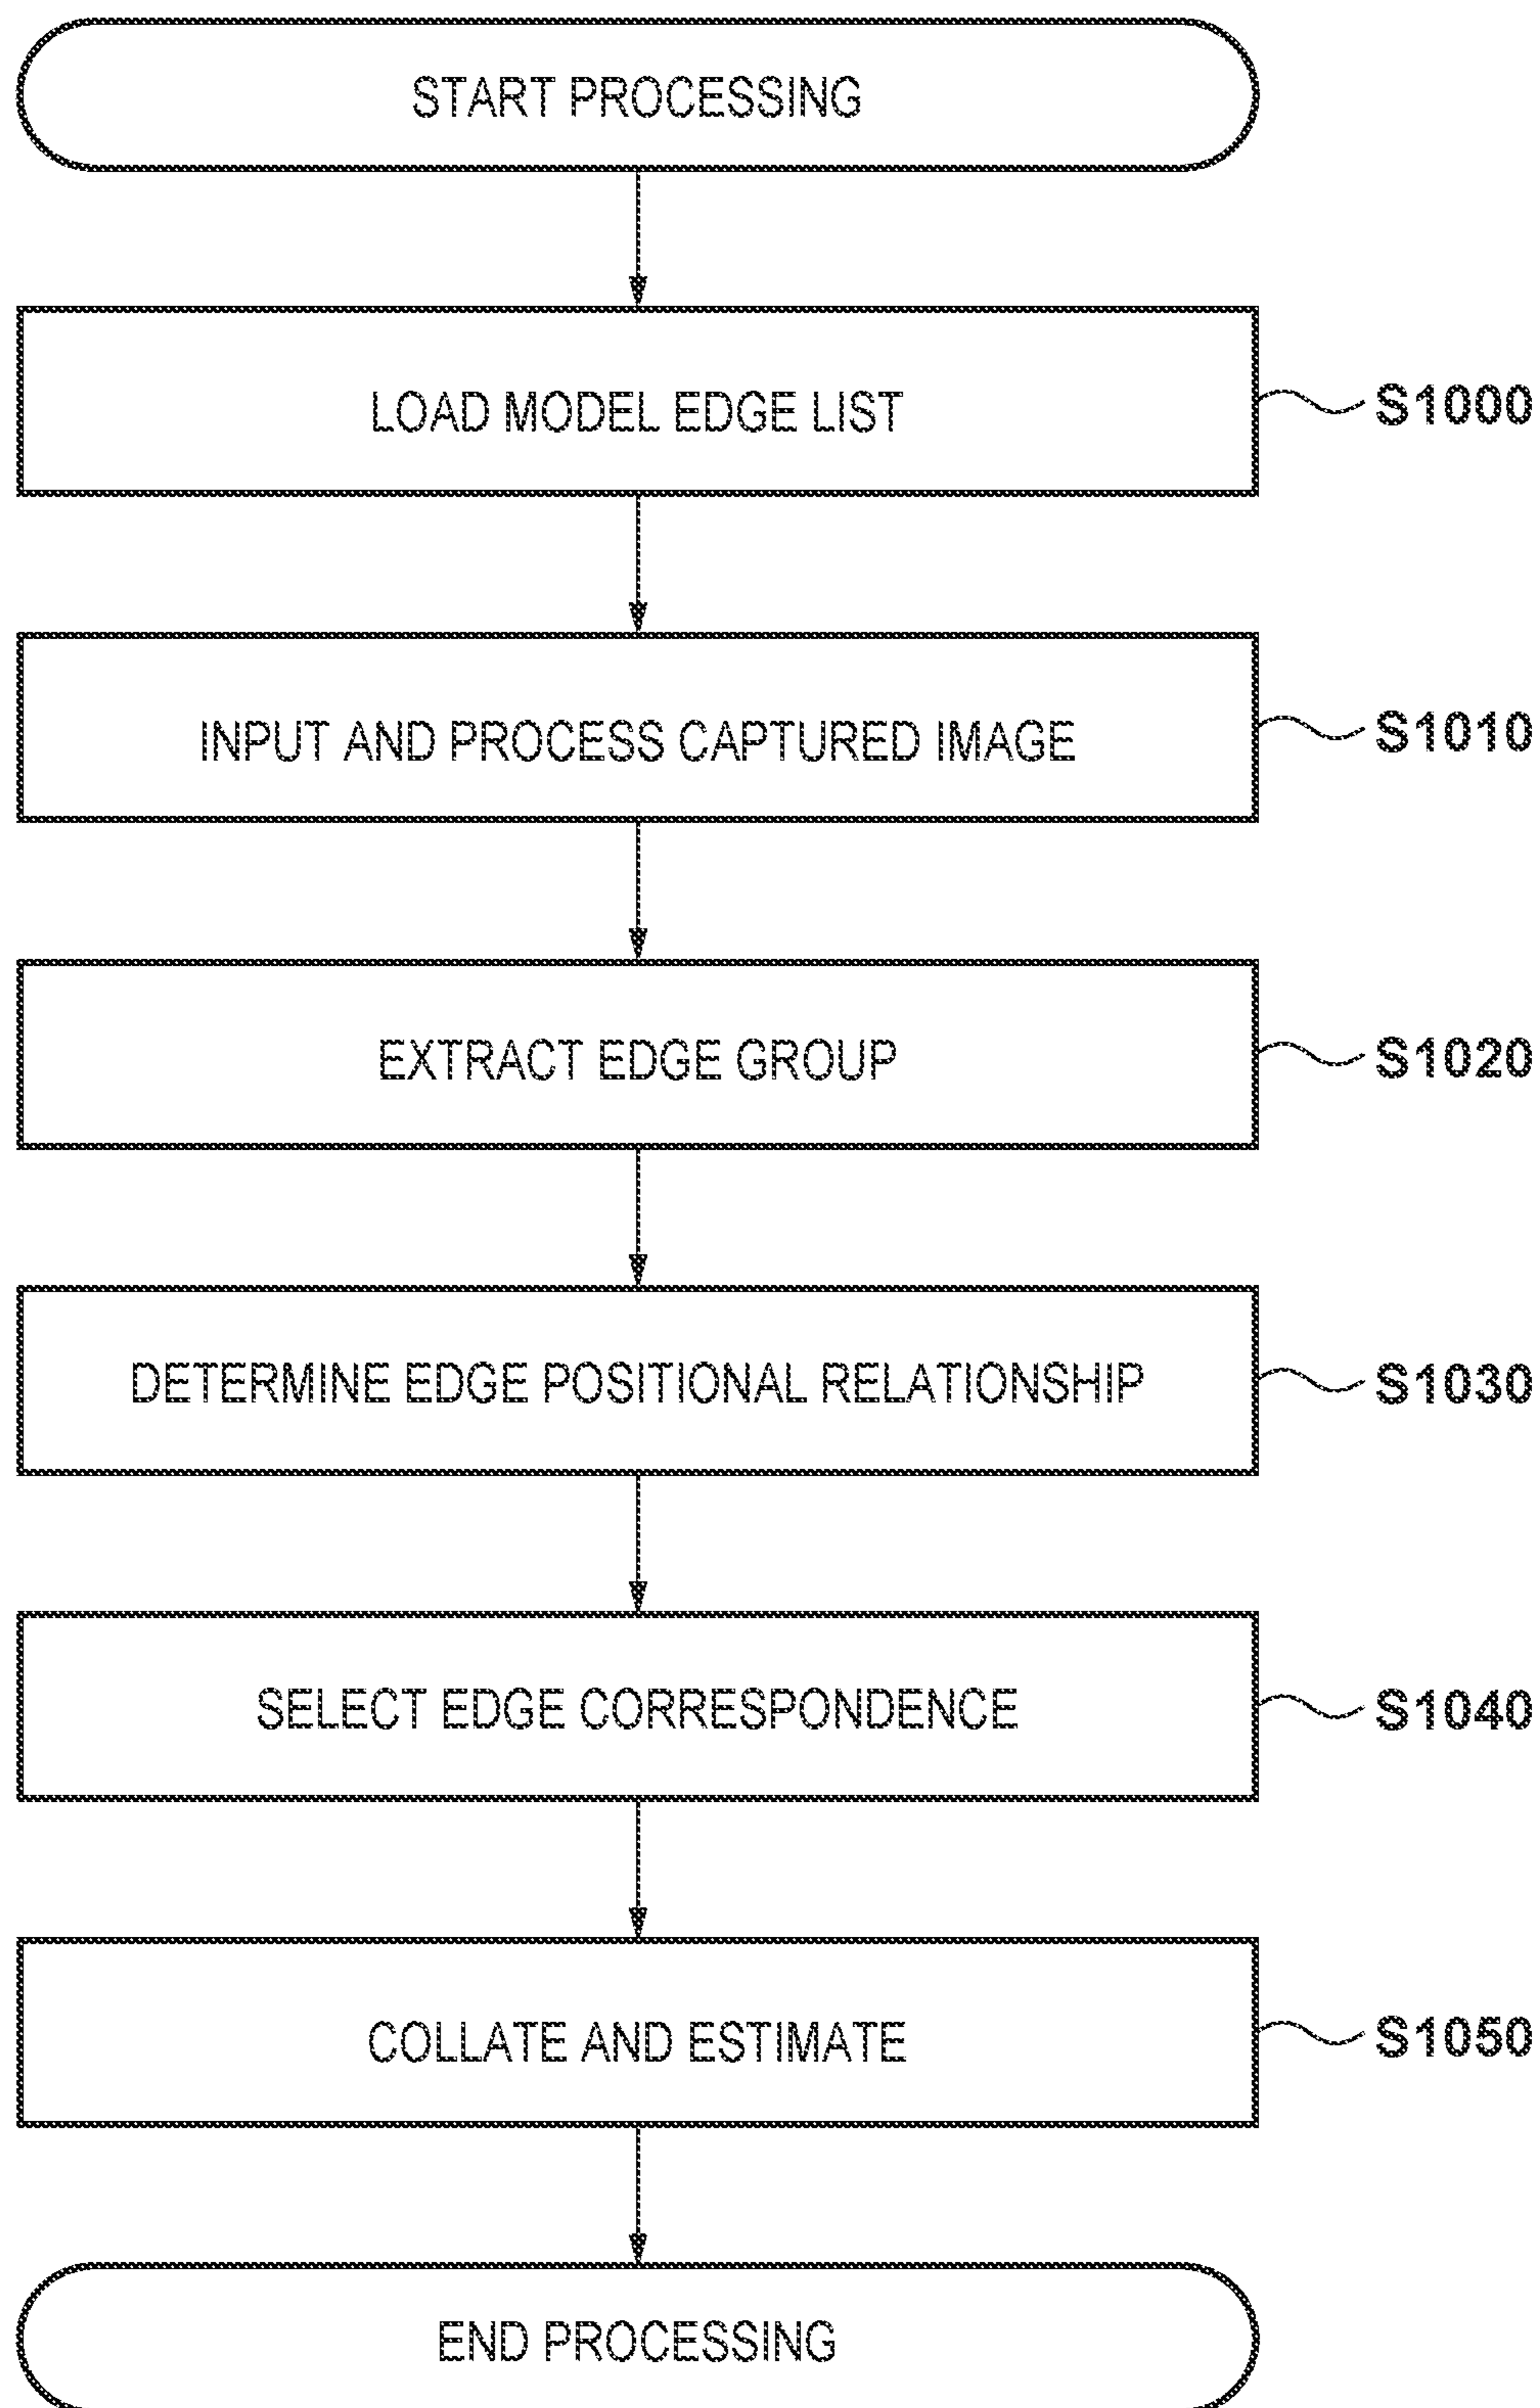 START PROCESSING
LOAD MODEL EDGE LIST
S1000
INPUT AND PROCESS CAPTURED IMAGE
S1010
EXTRACT EDGE GROUP
S1020
DETERMINE EDGE POSITIONAL RELATIONSHIP
S1030
SELECT EDGE CORRESPONDENCE
S1040
COLLATE AND ESTIMATE
S1050
END PROCESSING